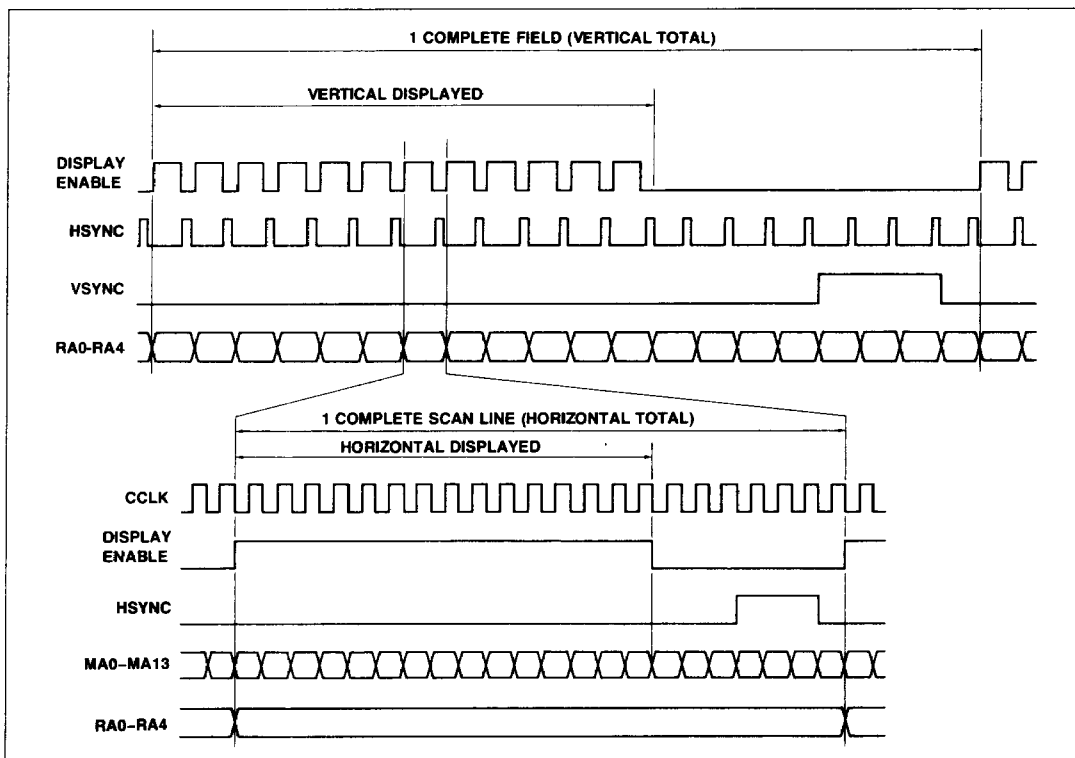 1 COMPLETE FIELD (VERTICAL TOTAL)
VERTICAL DISPLAYED
DISPLAY
ENABLE
HSYNC
VSYNC
RA0-RA4
1 COMPLETE SCAN LINE (HORIZONTAL TOTAL)
HORIZONTAL DISPLAYED
CCLK
DISPLAY
ENABLE
HSYNC
MA0–MA13
RA0–RA4